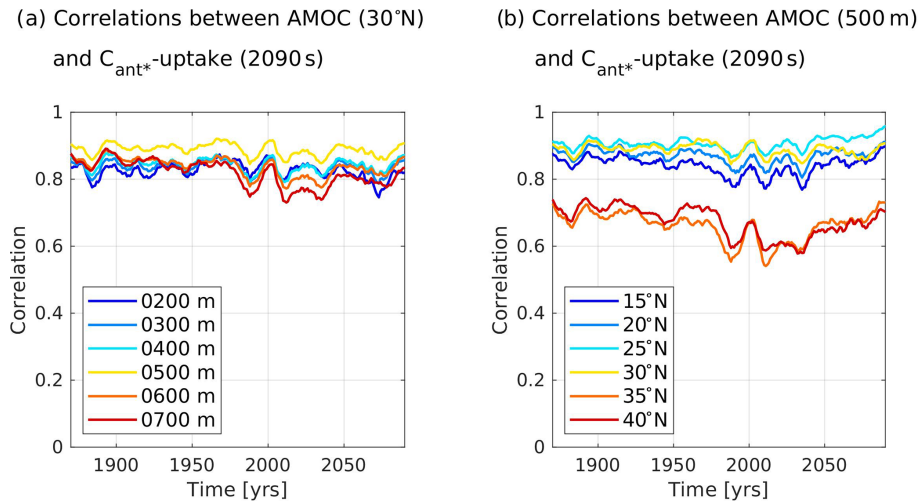 (a) Correlations between AMOC (30°N)
and C_ant*-uptake (2090s)
1
0.8
0.6
0.4
0.2
0
Correlation
0200 m
0300 m
0400 m
0500 m
0600 m
0700 m
1900 1950 2000 2050
Time [yrs]
(b) Correlations between AMOC (500 m)
and C_ant*-uptake (2090s)
1
0.8
0.6
0.4
0.2
0
Correlation
15°N
20°N
25°N
30°N
35°N
40°N
1900 1950 2000 2050
Time [yrs]